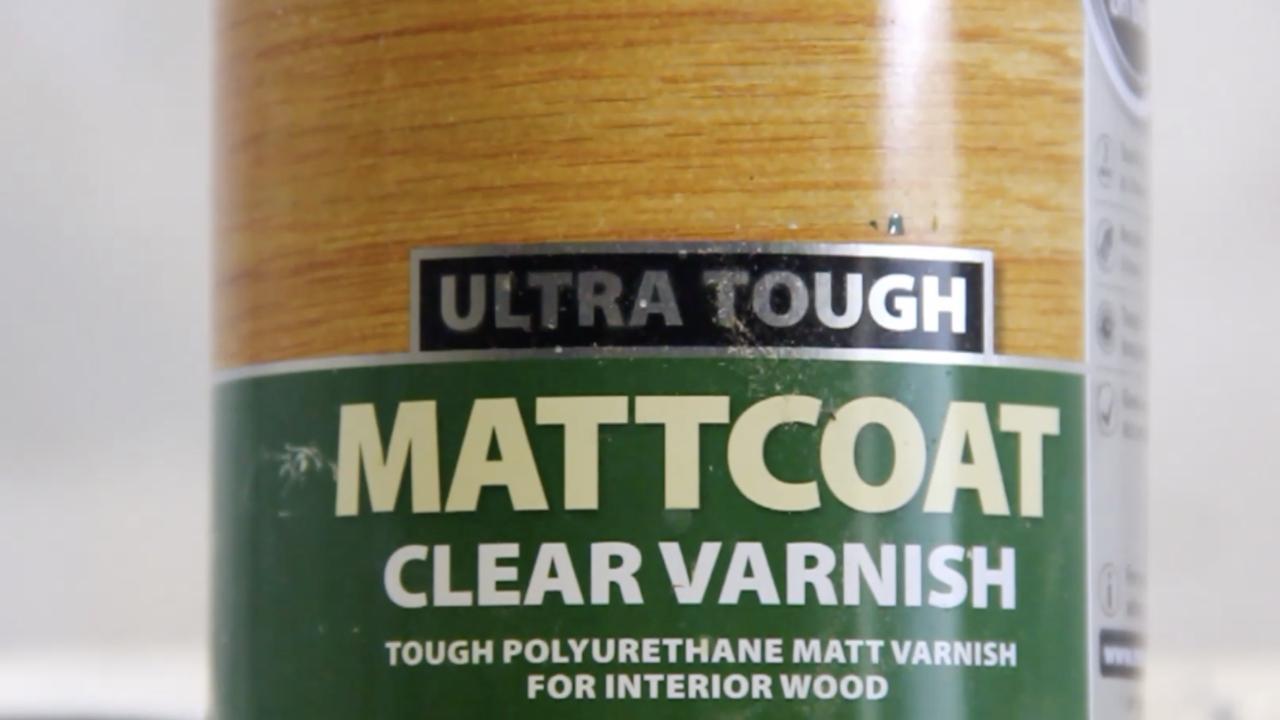 ULTRA TOUGH
MATTCOAT
CLEAR VARNISH
TOUGH POLYURETHANE MATT VARNISH
FOR INTERIOR WOOD